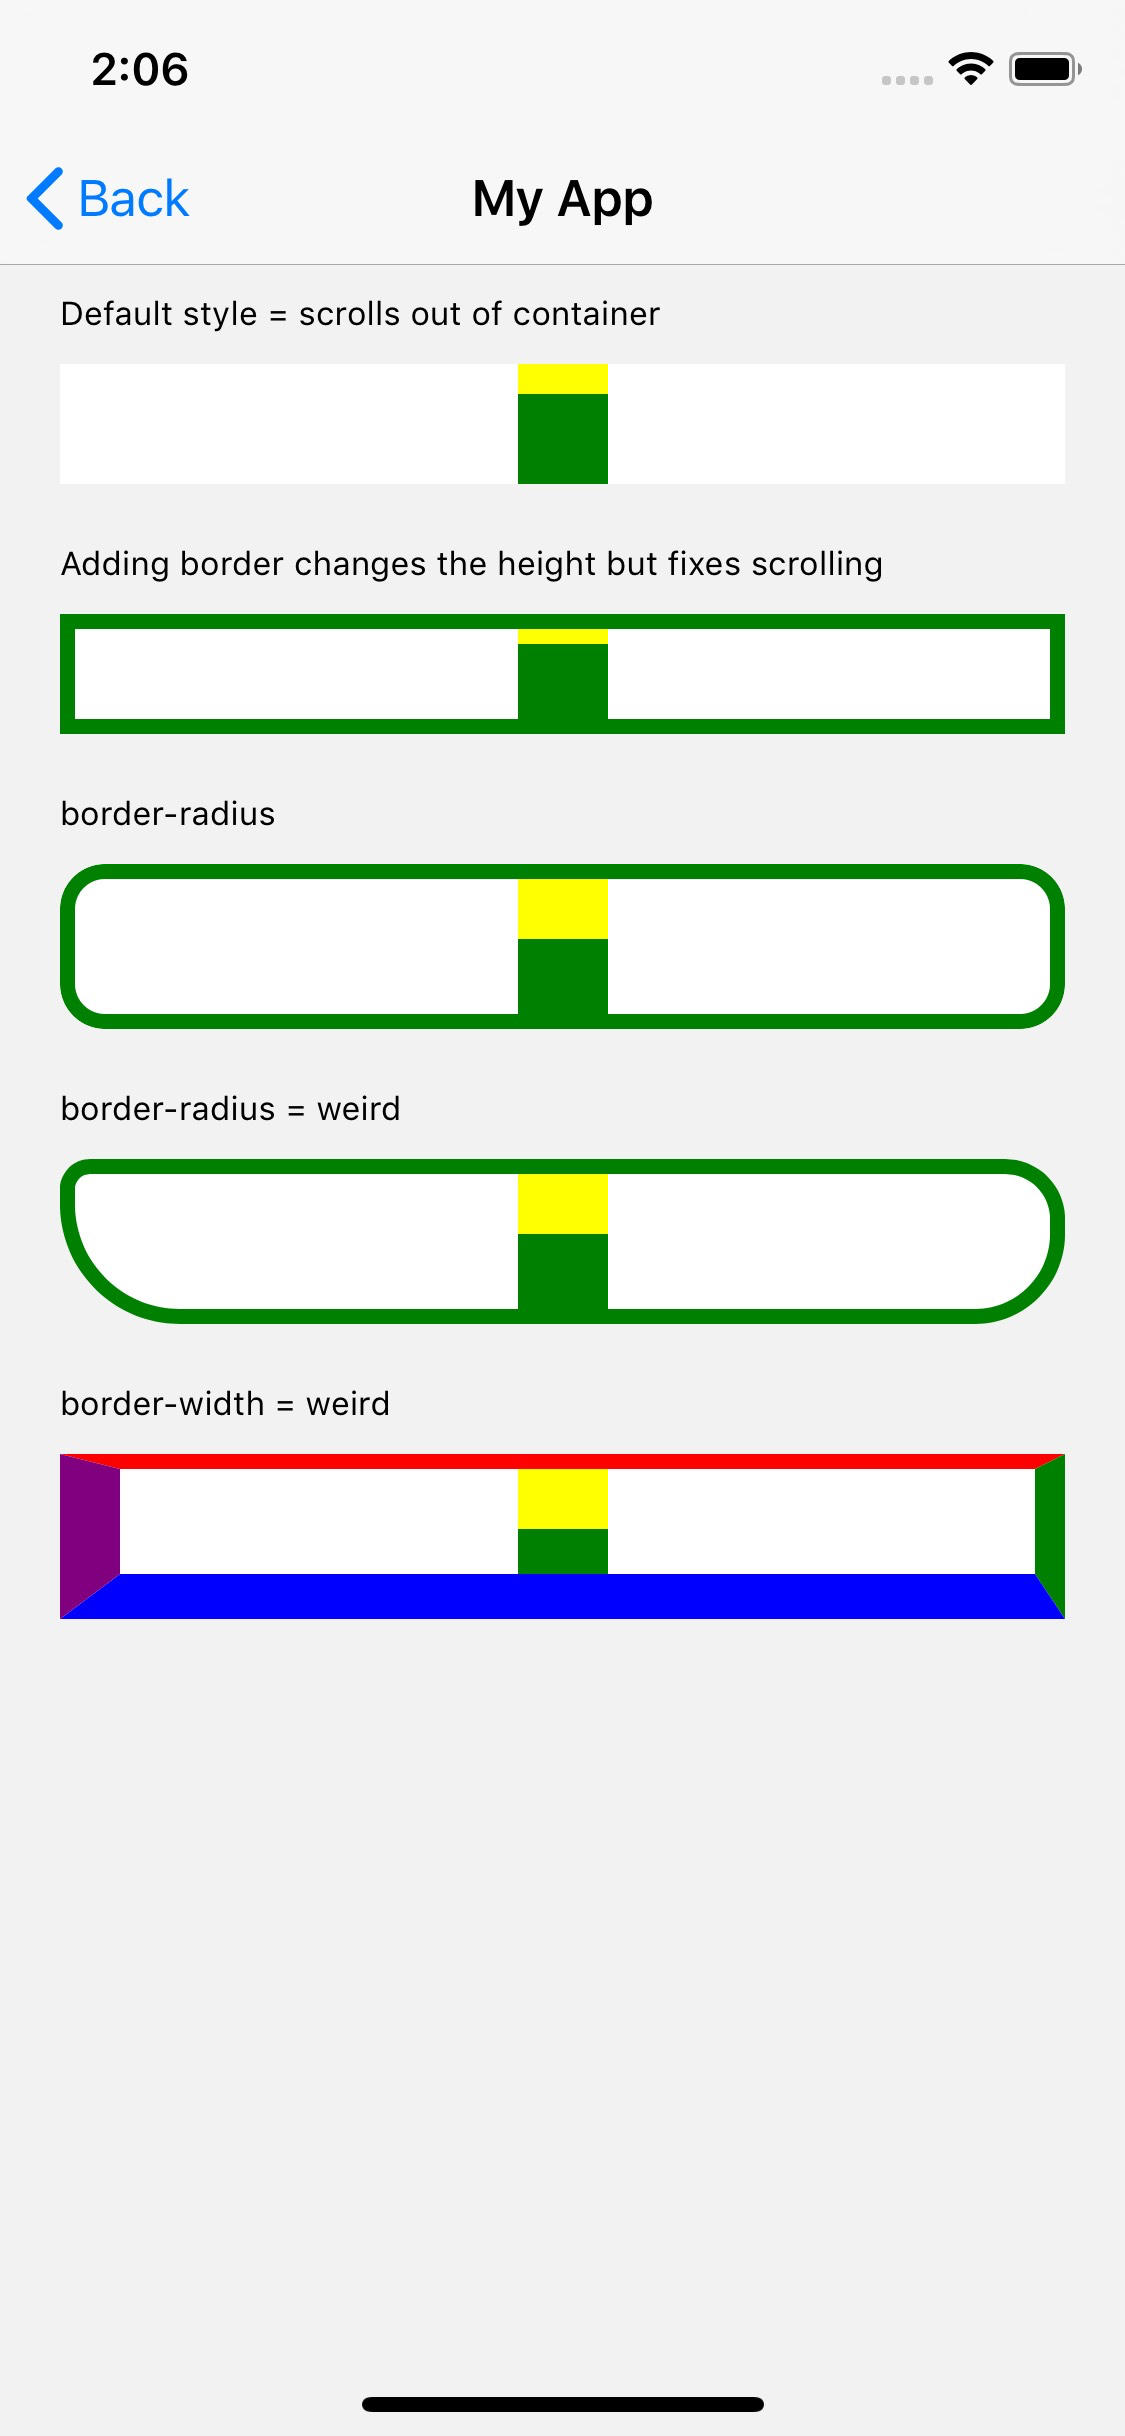 2:06
Back
My App
Default style = scrolls out of container
Adding border changes the height but fixes scrolling
border-radius
border-radius = weird
border-width = weird